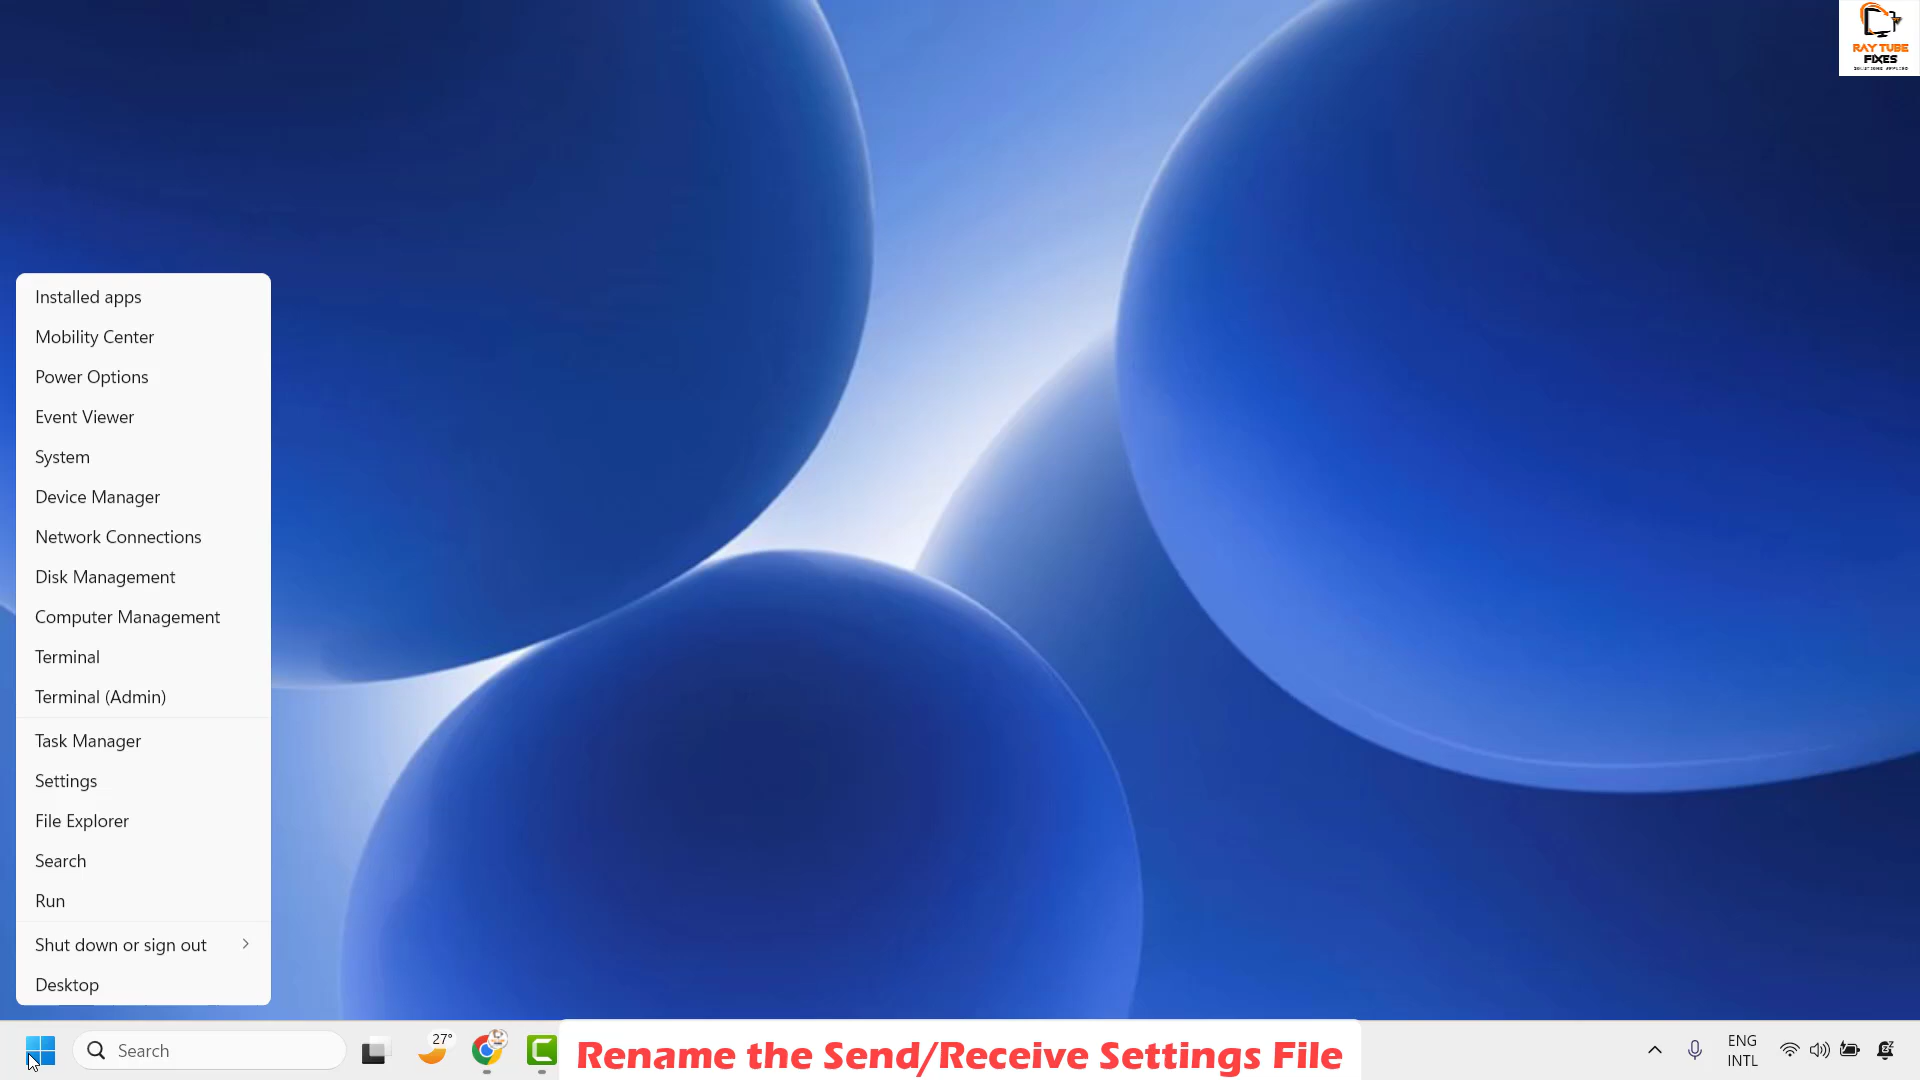 RAY TUBE
FIXES
SOLUTIONS APPLIED
Installed apps
Mobility Center
Power Options
Event Viewer
System
Device Manager
Network Connections
Disk Management
Computer Management
Terminal
Terminal (Admin)
Task Manager
Settings
File Explorer
Search
Run
Shut down or sign out
Desktop
Search
27°
Rename the Send/Receive Settings File
ENG
INTL